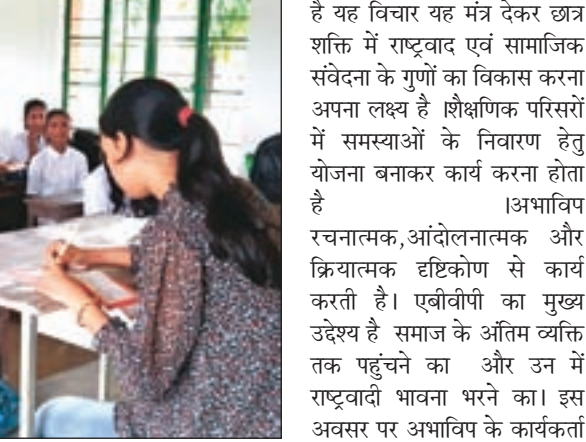 है यह विचार यह मंत्र देकर छात्र
शक्ति में राष्ट्रवाद एवं सामाजिक
संवेदना के गुणों का विकास करना
अपना लक्ष्य है ।शैक्षणिक परिसरों
में समस्याओं के निवारण हेतु
योजना बनाकर कार्य करना होता
है ।अभाविप
रचनात्मक,आंदोलनात्मक और
क्रियात्मक दृष्टिकोण से कार्य
करती है। एबीवीपी का मुख्य
उद्देश्य है समाज के अंतिम व्यक्ति
तक पहुंचने का और उन में
राष्ट्रवादी भावना भरने का। इस
अवसर पर अभाविप के कार्यकर्ता